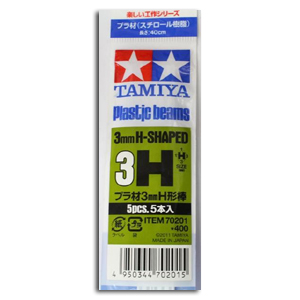 楽しい工作シリーズ
プラ材(スチロール樹脂)
長さ:40cm
TAMIYA
Plastic beams
3mm H-SHAPED
3H
H
プラ材3mmH形棒
5pcs. 5本入
ITEM 70201
¥400
MADE IN JAPAN
4 950344 702015